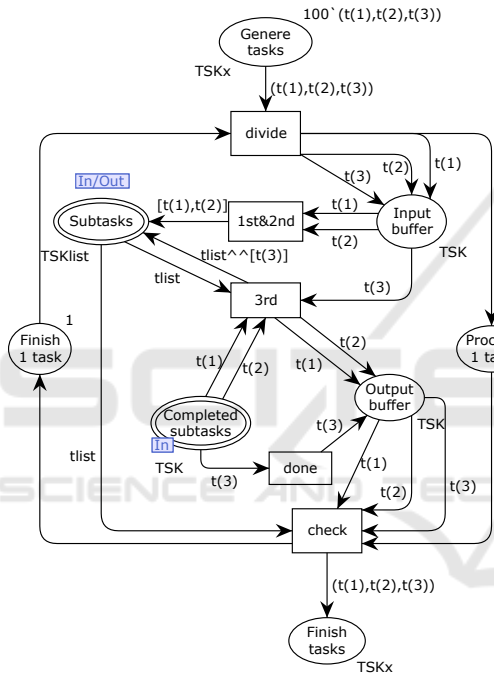 100`(t(1),t(2),t(3))
Genere
tasks
TSKx
(t(1),t(2),t(3))
divide
t(1)
t(2)
t(3)
In/Out
[t(1),t(2)]
t(1)
Subtasks
1st&2nd
Input
buffer
t(2)
TSKlist
tlist^^[t(3)]
TSK
tlist
t(3)
3rd
1
Finish
1 task
t(2)
t(1)
t(1)
t(2)
Output
buffer
Completed
subtasks
In
TSK
TSK
t(3)
tlist
t(3)
done
t(1)
t(2)
t(3)
check
(t(1),t(2),t(3))
Finish
tasks
TSKx
SCIENCE AND